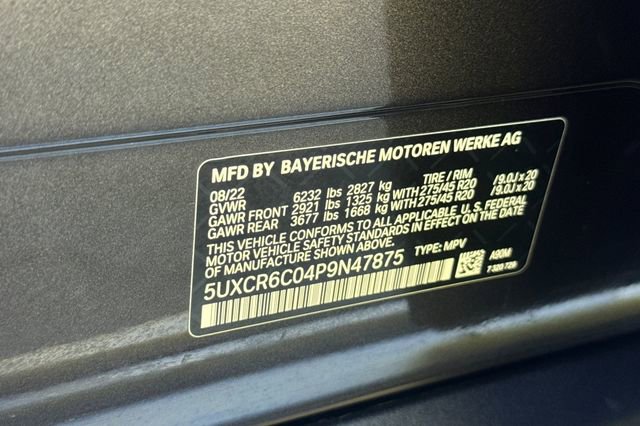 MFD BY BAYERISCHE MOTOREN WERKE AG
08/22 TIRE / RIM
GVWR 6232 lbs 2827 kg
GAWR FRONT 2921 lbs 1325 kg WITH 275/45 R20 /9.0J x 20
GAWR REAR 3677 lbs 1668 kg WITH 275/45 R20 /9.0J x 20
THIS VEHICLE CONFORMS TO ALL APPLICABLE U.S. FEDERAL
MOTOR VEHICLE SAFETY STANDARDS IN EFFECT ON THE DATE
OF MANUFACTURE SHOWN ABOVE.
5UXCR6C04P9N47875 TYPE: MPV
A90M